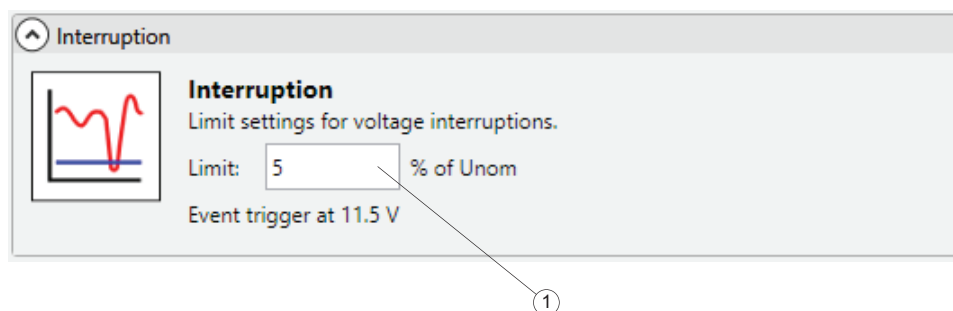 Interruption
Interruption
Limit settings for voltage interruptions.
Limit: 5 % of Unom
Event trigger at 11.5 V
1